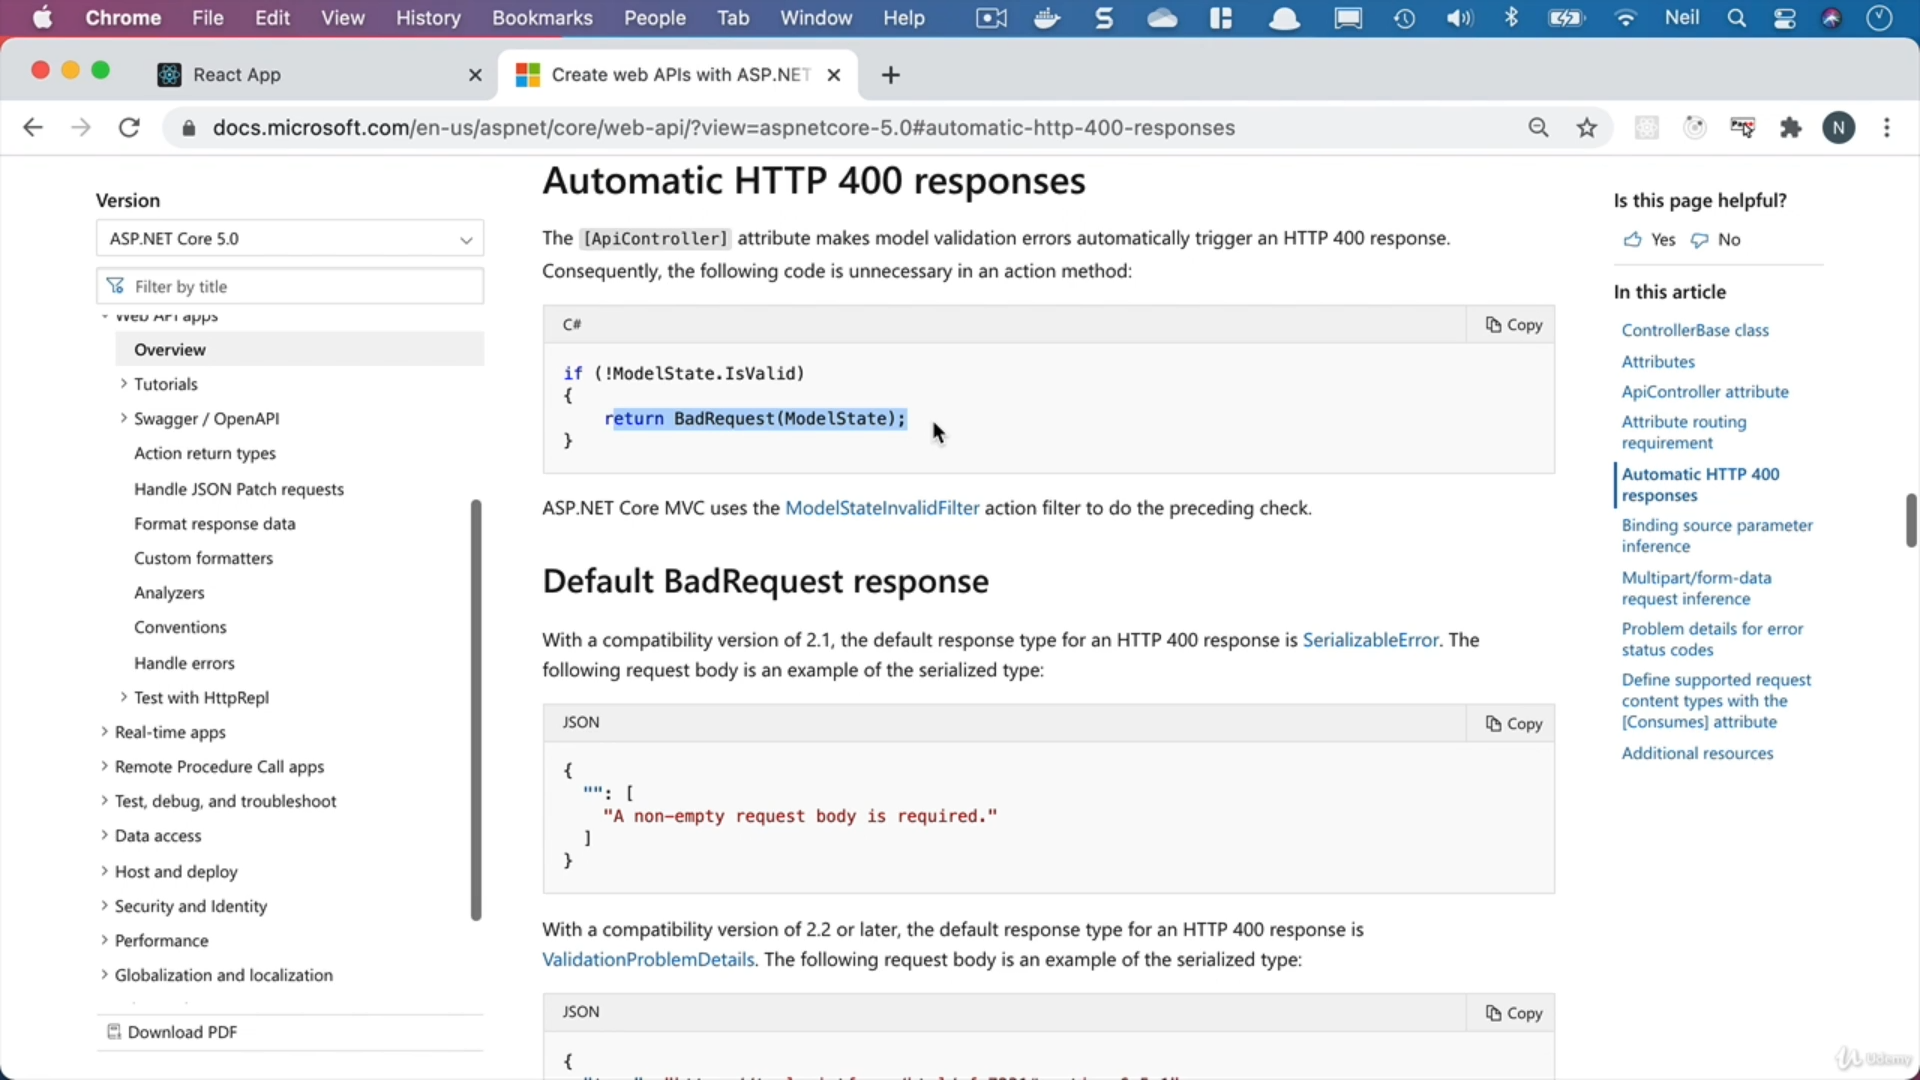 Chrome File Edit View History Bookmarks People Tab Window Help Neil
React App
Create web APIs with ASP.NET
docs.microsoft.com/en-us/aspnet/core/web-api/?view=aspnetcore-5.0#automatic-http-400-responses
N
Version
ASP.NET Core 5.0
Filter by title
Web API apps
Overview
Tutorials
Swagger / OpenAPI
Action return types
Handle JSON Patch requests
Format response data
Custom formatters
Analyzers
Conventions
Handle errors
Test with HttpRepl
Real-time apps
Remote Procedure Call apps
Test, debug, and troubleshoot
Data access
Host and deploy
Security and Identity
Performance
Globalization and localization
Download PDF
Automatic HTTP 400 responses
The [ApiController] attribute makes model validation errors automatically trigger an HTTP 400 response.
Consequently, the following code is unnecessary in an action method:
C# Copy
if (!ModelState.IsValid)
{
return BadRequest(ModelState);
}
ASP.NET Core MVC uses the ModelStateInvalidFilter action filter to do the preceding check.
Default BadRequest response
With a compatibility version of 2.1, the default response type for an HTTP 400 response is SerializableError. The
following request body is an example of the serialized type:
JSON Copy
{
"": [
"A non-empty request body is required."
]
}
With a compatibility version of 2.2 or later, the default response type for an HTTP 400 response is
ValidationProblemDetails. The following request body is an example of the serialized type:
JSON Copy
{
Is this page helpful?
Yes No
In this article
ControllerBase class
Attributes
ApiController attribute
Attribute routing
requirement
Automatic HTTP 400
responses
Binding source parameter
inference
Multipart/form-data
request inference
Problem details for error
status codes
Define supported request
content types with the
[Consumes] attribute
Additional resources
Udemy